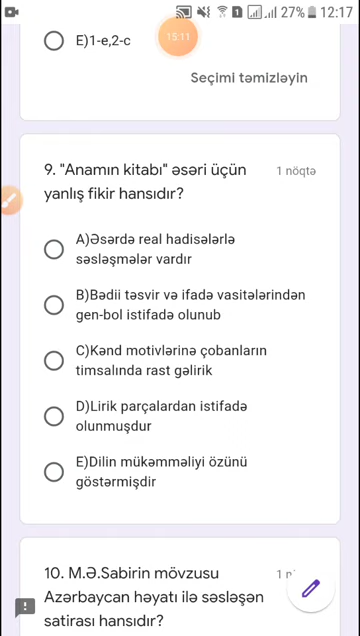 27% 12:17
E)1-e,2-c
15:11
Seçimi təmizləyin
9. "Anamın kitabı" əsəri üçün
yanlış fikir hansıdır?
1 nöqtə
A)Əsərdə real hadisələrlə
səsləşmələr vardır
B)Bədii təsvir və ifadə vasitələrindən
gen-bol istifadə olunub
C)Kənd motivlərinə çobanların
timsalında rast gəlirik
D)Lirik parçalardan istifadə
olunmuşdur
E)Dilin mükəmməliyi özünü
göstərmişdir
10. M.Ə.Sabirin mövzusu
Azərbaycan həyatı ilə səsləşən
satirası hansıdır?